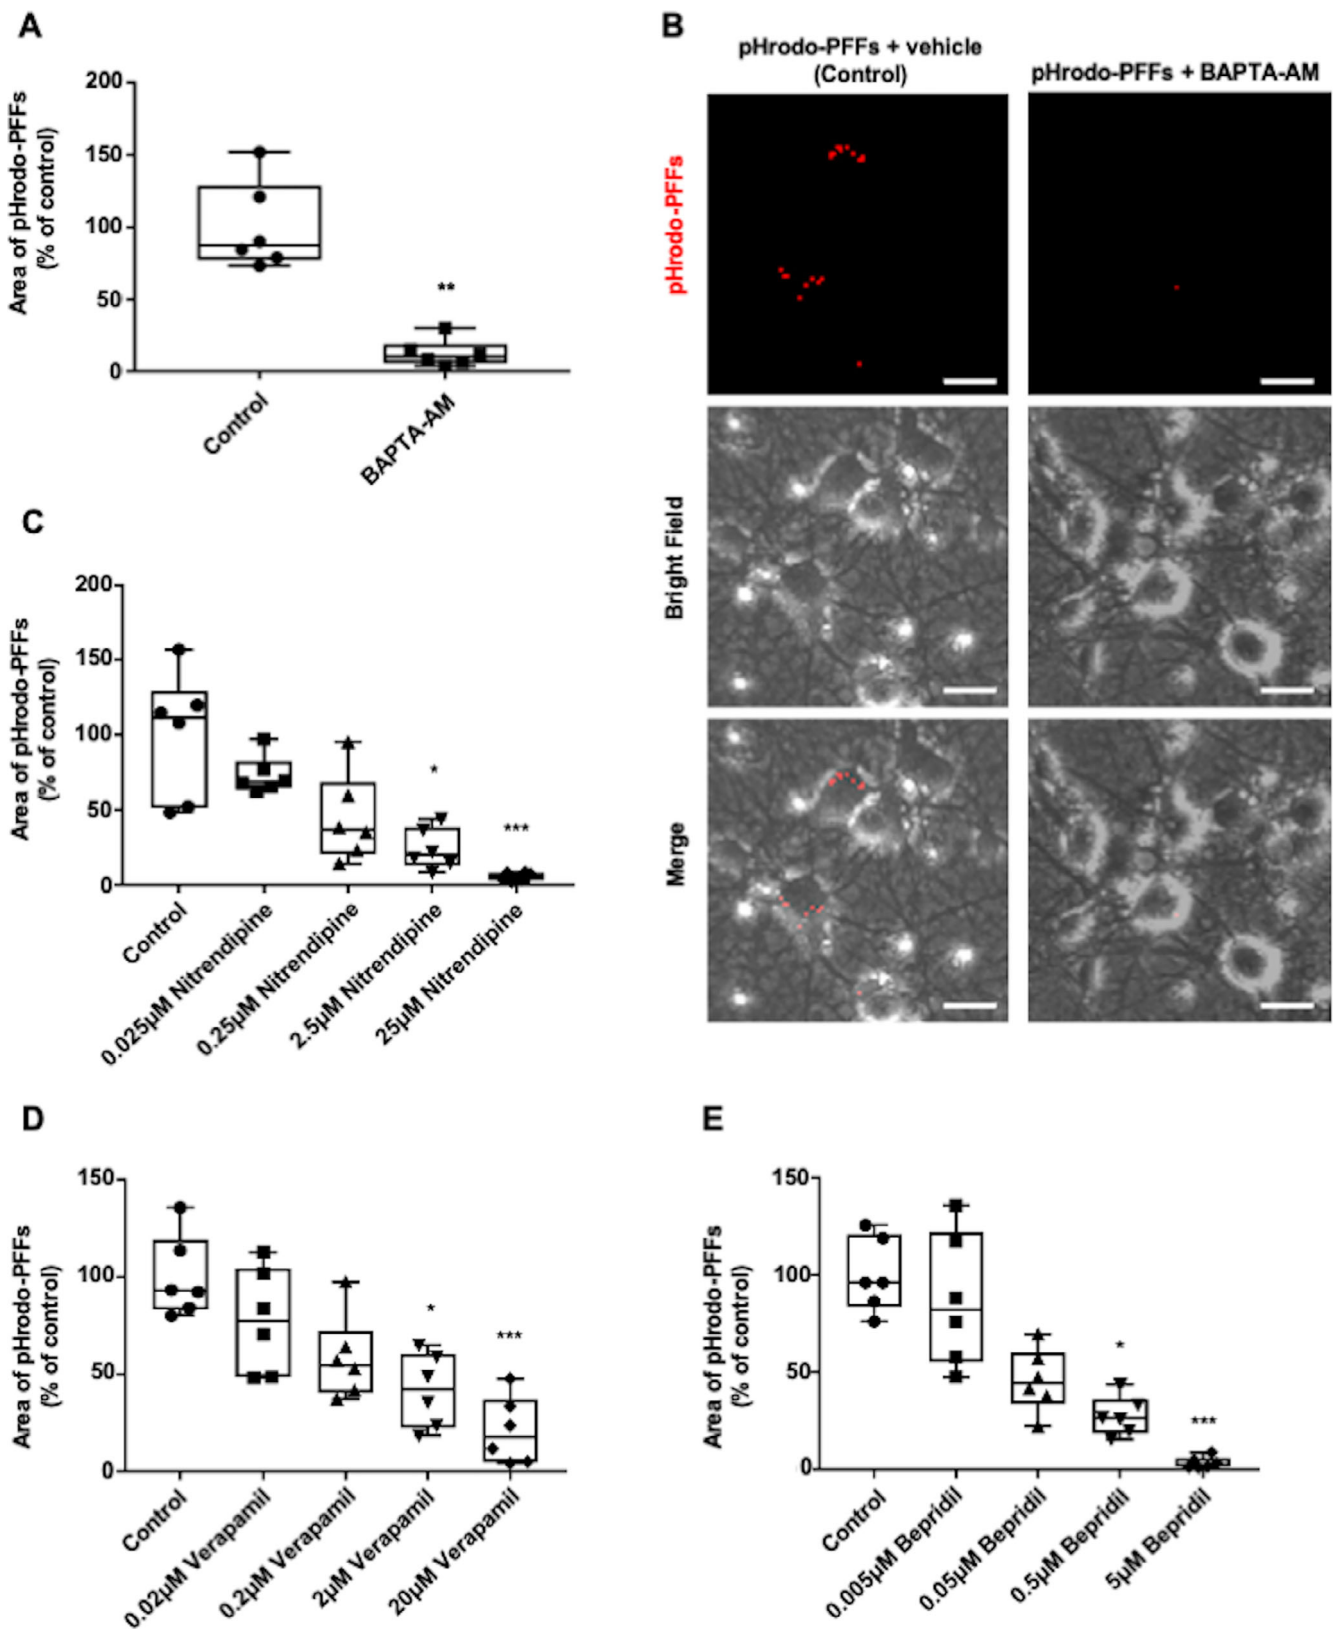 A
Area of pHrodo-PFFs
(% of control)
200
150
100
50
0
**
Control
BAPTA-AM
B
pHrodo-PFFs + vehicle
(Control)
pHrodo-PFFs + BAPTA-AM
pHrodo-PFFs
Bright Field
Merge
C
Area of pHrodo-PFFs
(% of control)
200
150
100
50
0
*
***
Control
0.025µM Nitrendipine
0.25µM Nitrendipine
2.5µM Nitrendipine
25µM Nitrendipine
D
Area of pHrodo-PFFs
(% of control)
150
100
50
0
*
***
Control
0.02µM Verapamil
0.2µM Verapamil
2µM Verapamil
20µM Verapamil
E
Area of pHrodo-PFFs
(% of control)
150
100
50
0
*
***
Control
0.005µM Bepridil
0.05µM Bepridil
0.5µM Bepridil
5µM Bepridil